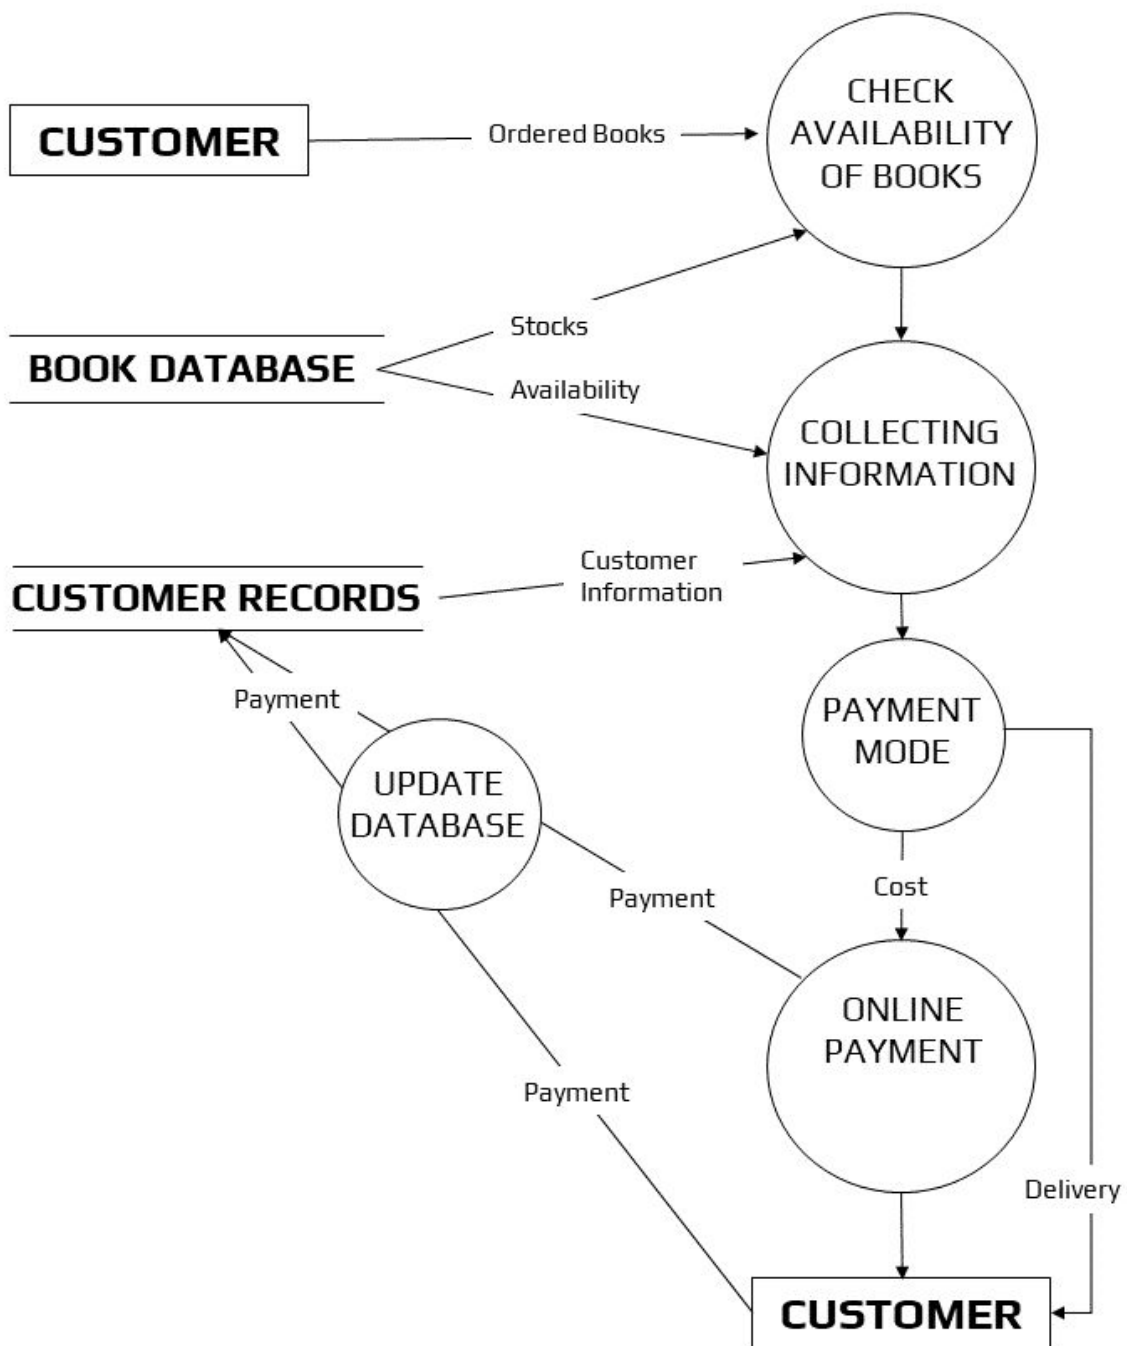 CHECK
AVAILABILITY
OF BOOKS
CUSTOMER
Ordered Books
Stocks
BOOK DATABASE
Availability
COLLECTING
INFORMATION
Customer
Information
CUSTOMER RECORDS
Payment
PAYMENT
MODE
UPDATE
DATABASE
Cost
Payment
ONLINE
PAYMENT
Payment
Delivery
CUSTOMER